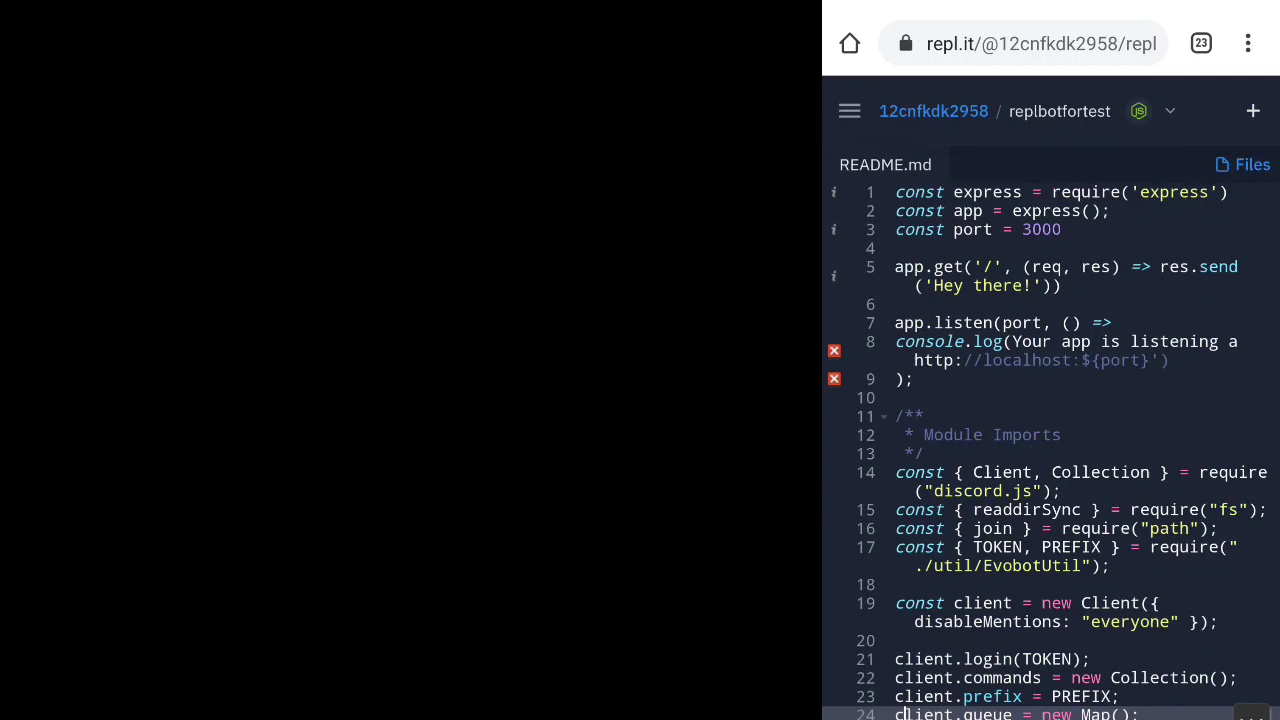 repl.it/@12cnfkdk2958/repl
23
12cnfkdk2958 / replbotfortest
README.md
Files
1 const express = require('express')
2 const app = express();
3 const port = 3000
4
5 app.get('/', (req, res) => res.send
('Hey there!'))
6
7 app.listen(port, () =>
8 console.log(Your app is listening a
http://localhost:${port}')
9 );
10
11 /**
12 * Module Imports
13 */
14 const { Client, Collection } = require
("discord.js");
15 const { readdirSync } = require("fs");
16 const { join } = require("path");
17 const { TOKEN, PREFIX } = require("
./util/EvobotUtil");
18
19 const client = new Client({
disableMentions: "everyone" });
20
21 client.login(TOKEN);
22 client.commands = new Collection();
23 client.prefix = PREFIX;
24 client.queue = new Map();